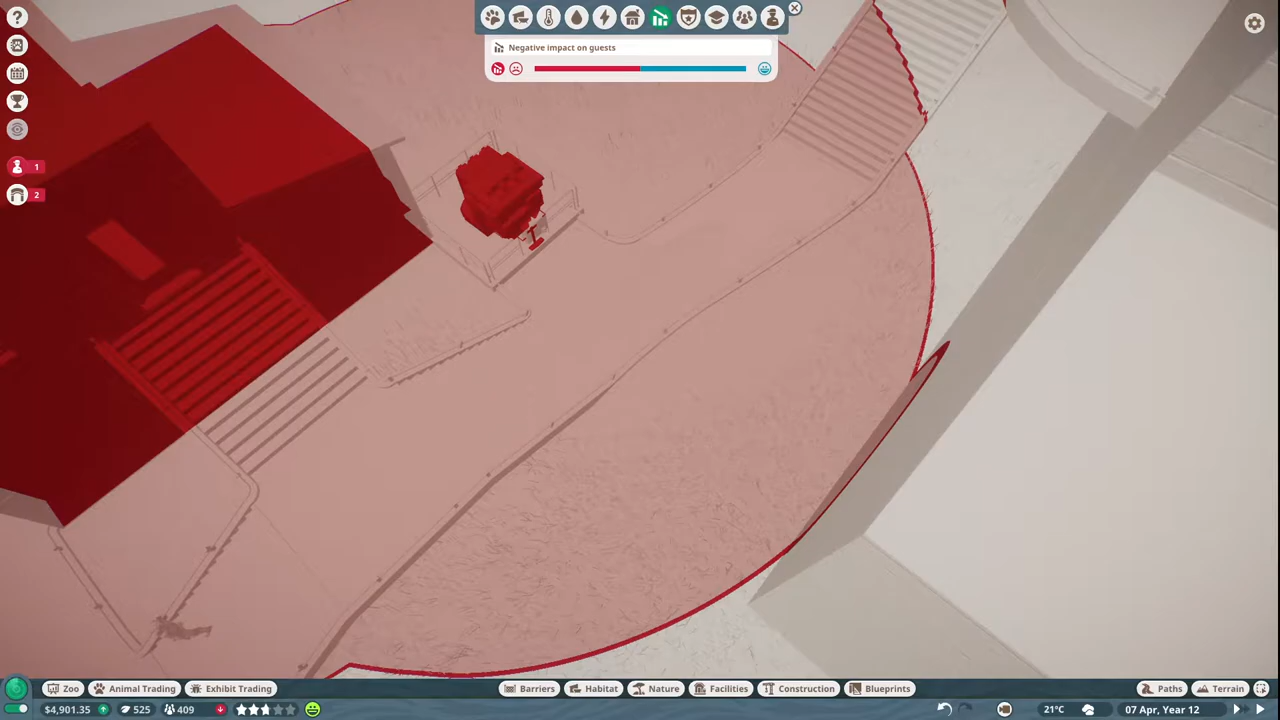 ?
Negative impact on guests
1
2
Zoo
Animal Trading
Exhibit Trading
Barriers
Habitat
Nature
Facilities
Construction
Blueprints
Paths
Terrain
$4,901.35
525
409
21°C
07 Apr, Year 12